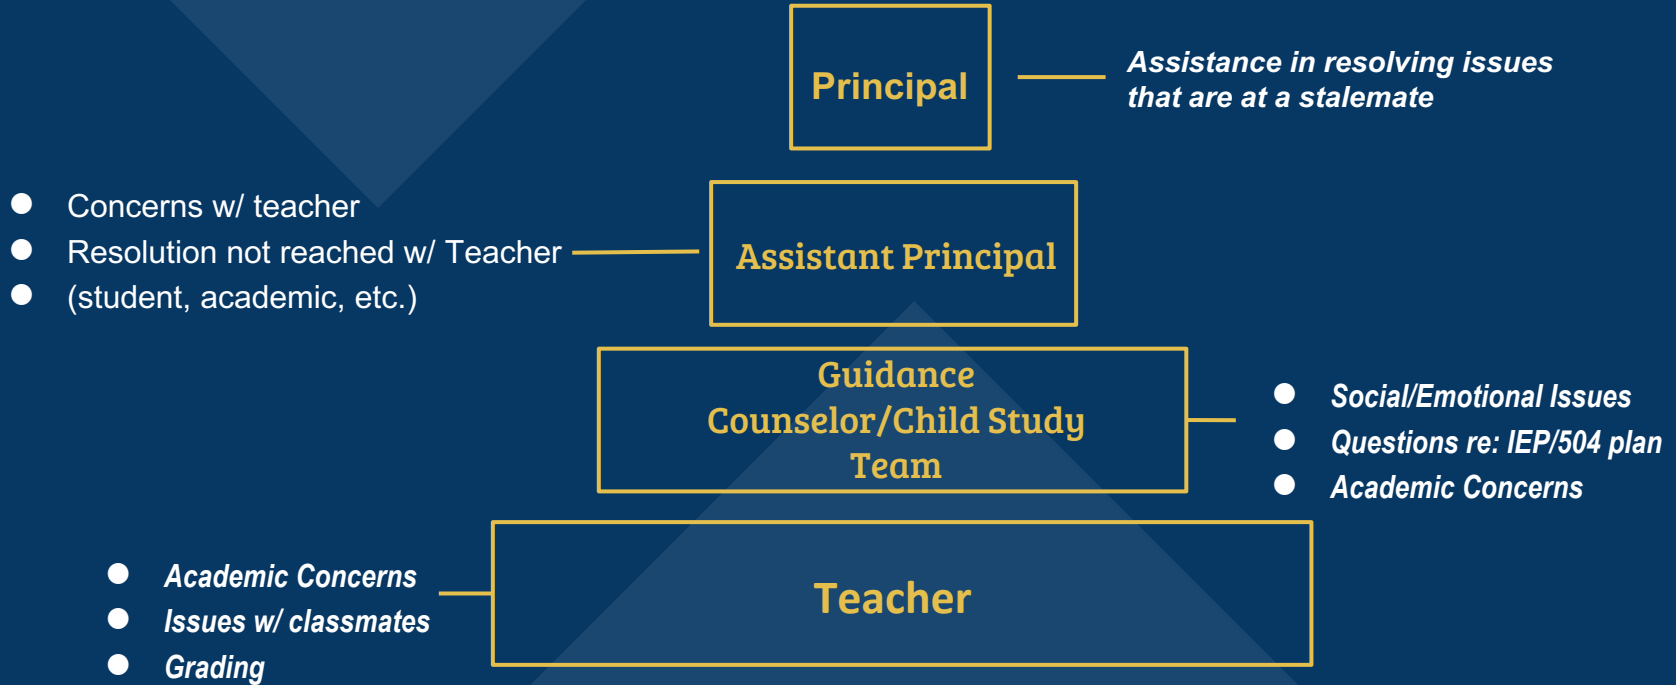 Principal
Assistance in resolving issues
that are at a stalemate
● Concerns w/ teacher
● Resolution not reached w/ Teacher
● (student, academic, etc.)
Assistant Principal
Guidance
Counselor/Child Study
Team
● Social/Emotional Issues
● Questions re: IEP/504 plan
● Academic Concerns
● Academic Concerns
● Issues w/ classmates
● Grading
Teacher